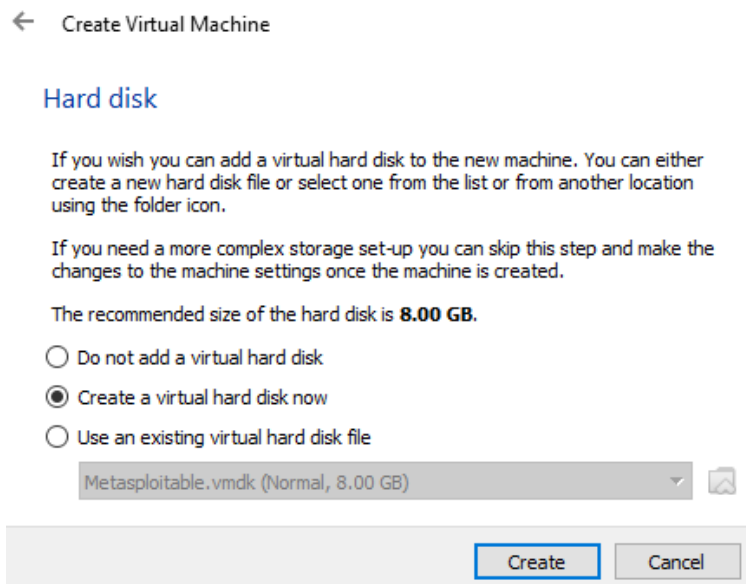 Create Virtual Machine
Hard disk
If you wish you can add a virtual hard disk to the new machine. You can either
create a new hard disk file or select one from the list or from another location
using the folder icon.
If you need a more complex storage set-up you can skip this step and make the
changes to the machine settings once the machine is created.
The recommended size of the hard disk is 8.00 GB.
Do not add a virtual hard disk
Create a virtual hard disk now
Use an existing virtual hard disk file
Metasploitable.vmdk (Normal, 8.00 GB)
Create Cancel